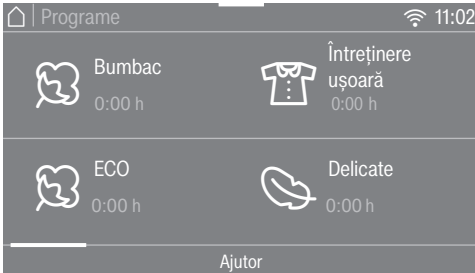 Programe
11:02
Bumbac
0:00 h
Întreținere
ușoară
0:00 h
ECO
0:00 h
Delicate
0:00 h
Ajutor